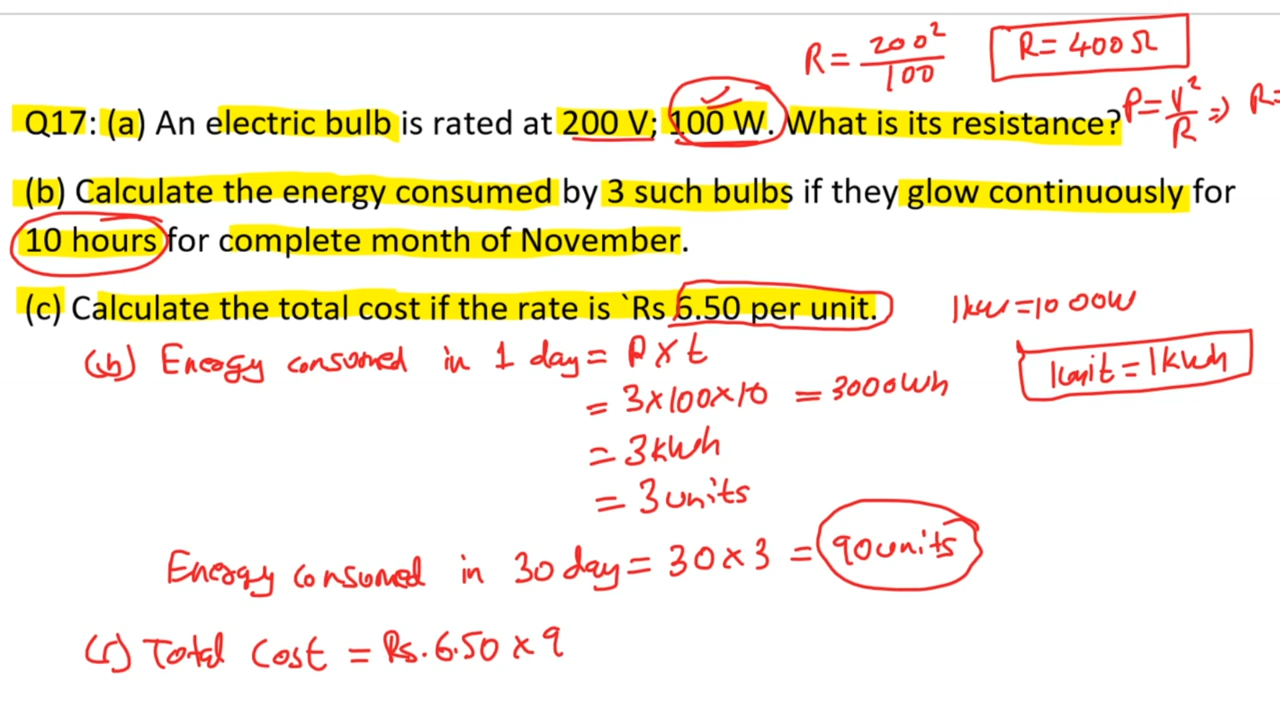 R = 200²/100 R = 400Ω
Q17: (a) An electric bulb is rated at 200 V; 100 W. What is its resistance? P = V²/R ⇒ R=
(b) Calculate the energy consumed by 3 such bulbs if they glow continuously for
10 hours for complete month of November.
(c) Calculate the total cost if the rate is `Rs 6.50 per unit.
1kw = 1000W
(b) Energy consumed in 1 day = P × t
1unit = 1kwh
= 3×100×10 = 3000wh
= 3kwh
= 3 units
Energy consumed in 30 day = 30 × 3 = 90units
(c) Total cost = Rs. 6.50 × 9